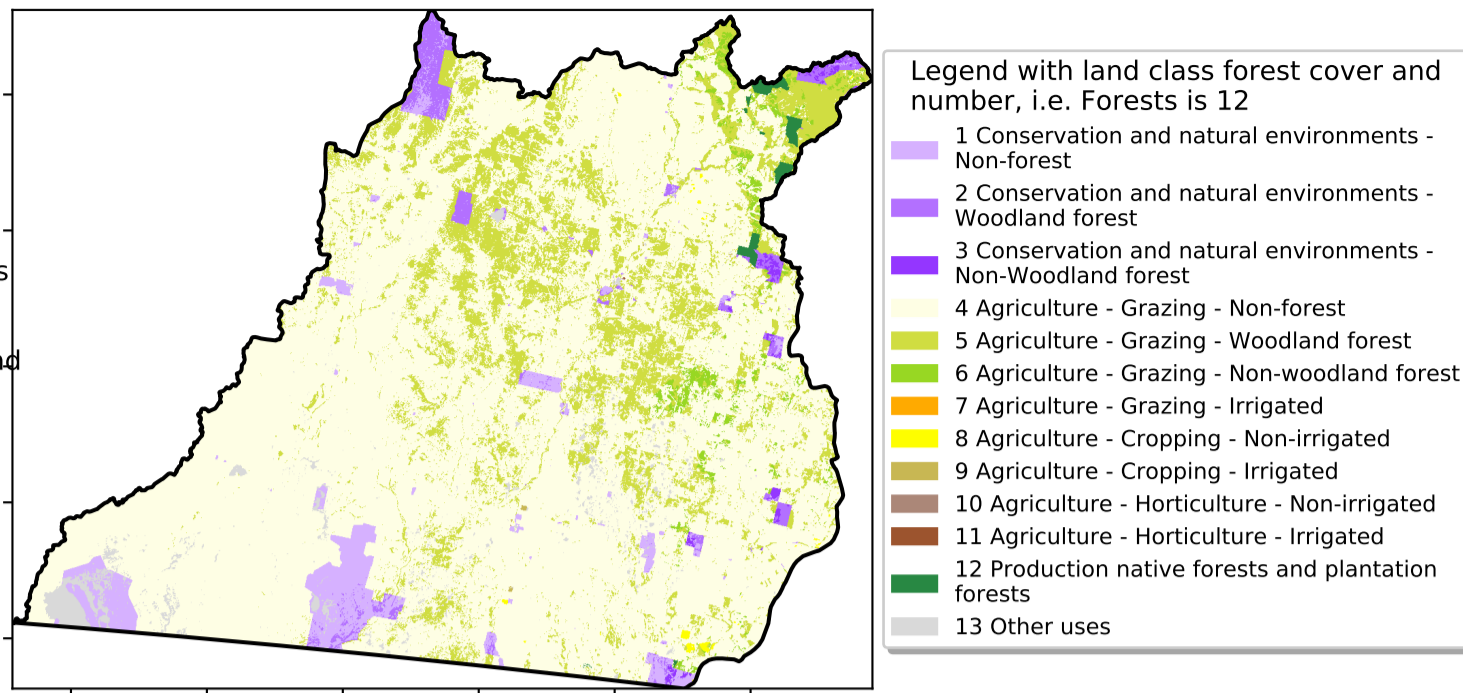 Legend with land class forest cover and
number, i.e. Forests is 12
1 Conservation and natural environments -
Non-forest
2 Conservation and natural environments -
Woodland forest
3 Conservation and natural environments -
Non-Woodland forest
4 Agriculture - Grazing - Non-forest
5 Agriculture - Grazing - Woodland forest
6 Agriculture - Grazing - Non-woodland forest
7 Agriculture - Grazing - Irrigated
8 Agriculture - Cropping - Non-irrigated
9 Agriculture - Cropping - Irrigated
10 Agriculture - Horticulture - Non-irrigated
11 Agriculture - Horticulture - Irrigated
12 Production native forests and plantation
forests
13 Other uses